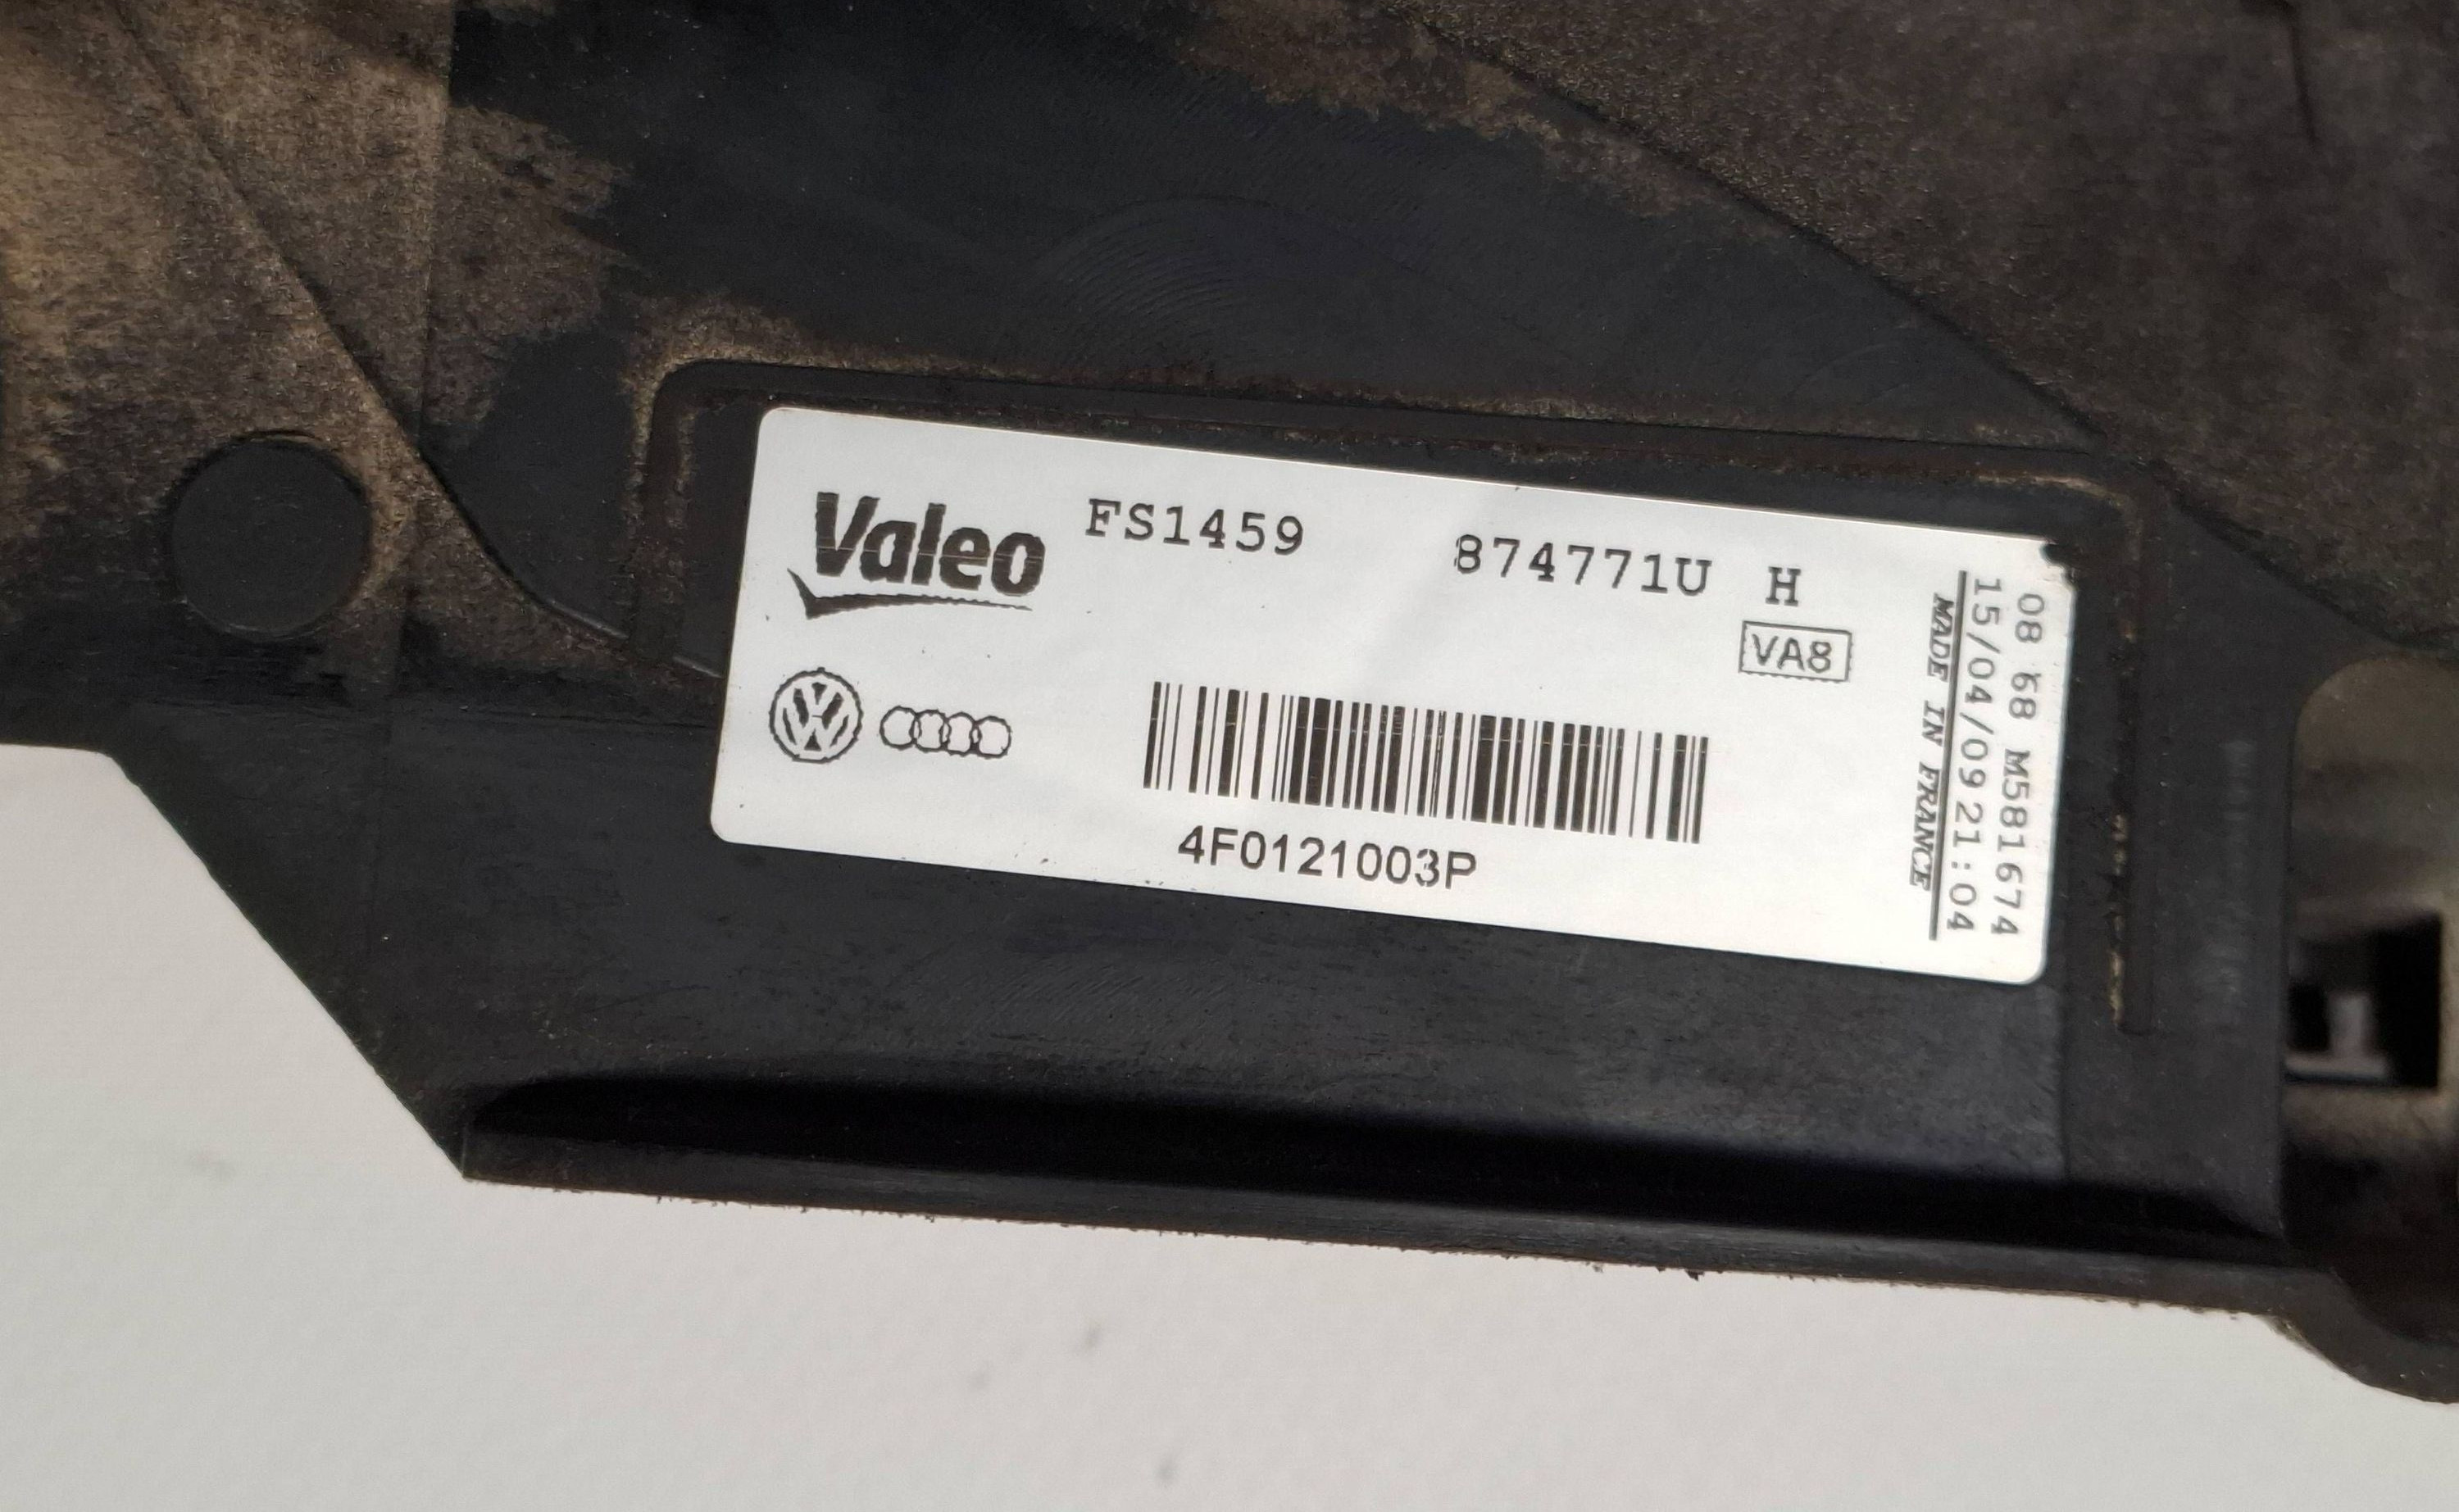 Valeo FS1459 874771U H
VA8
4F0121003P
08 68 M581674
15/04/09 21:04
MADE IN FRANCE